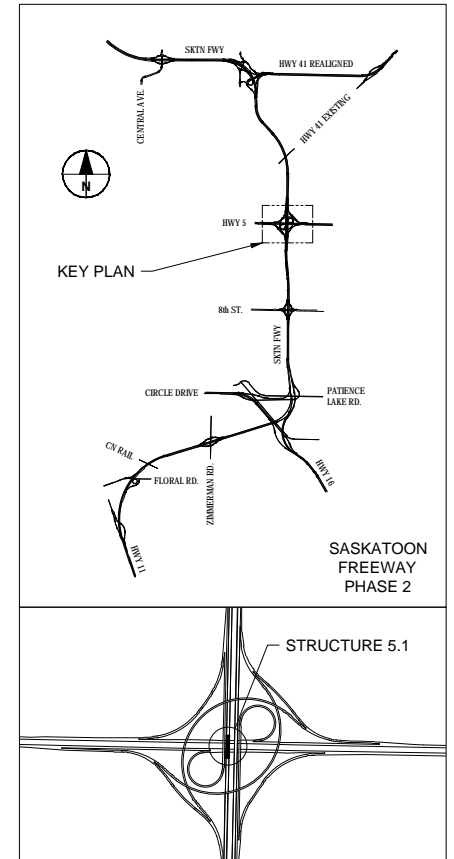 SKTN FWY
HWY 41 REALIGNED
CENTRAL AVE.
HWY 41 EXISTING
N
HWY 5
KEY PLAN
8th ST.
SKTN FWY
CIRCLE DRIVE
PATIENCE
LAKE RD.
CN RAIL
FLORAL RD.
ZIMMERMAN RD.
HWY 16
HWY 11
SASKATOON
FREEWAY
PHASE 2
STRUCTURE 5.1